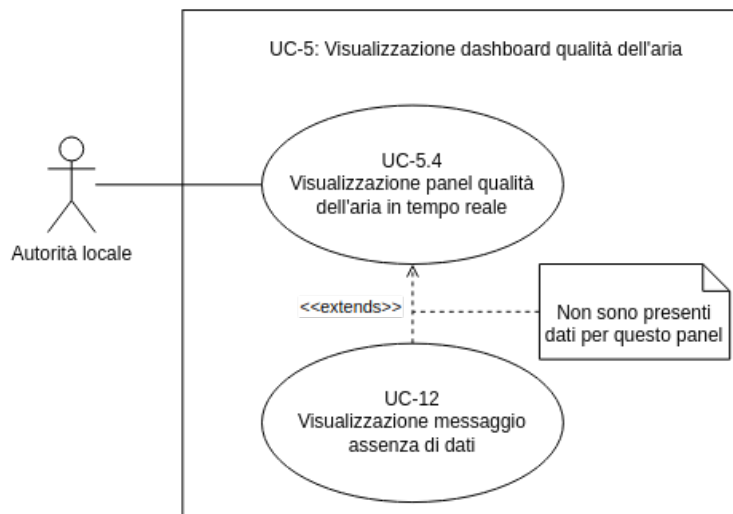 UC-5: Visualizzazione dashboard qualità dell'aria
UC-5.4
Visualizzazione panel qualità
dell'aria in tempo reale
Autorità locale
<<extends>>
Non sono presenti
dati per questo panel
UC-12
Visualizzazione messaggio
assenza di dati